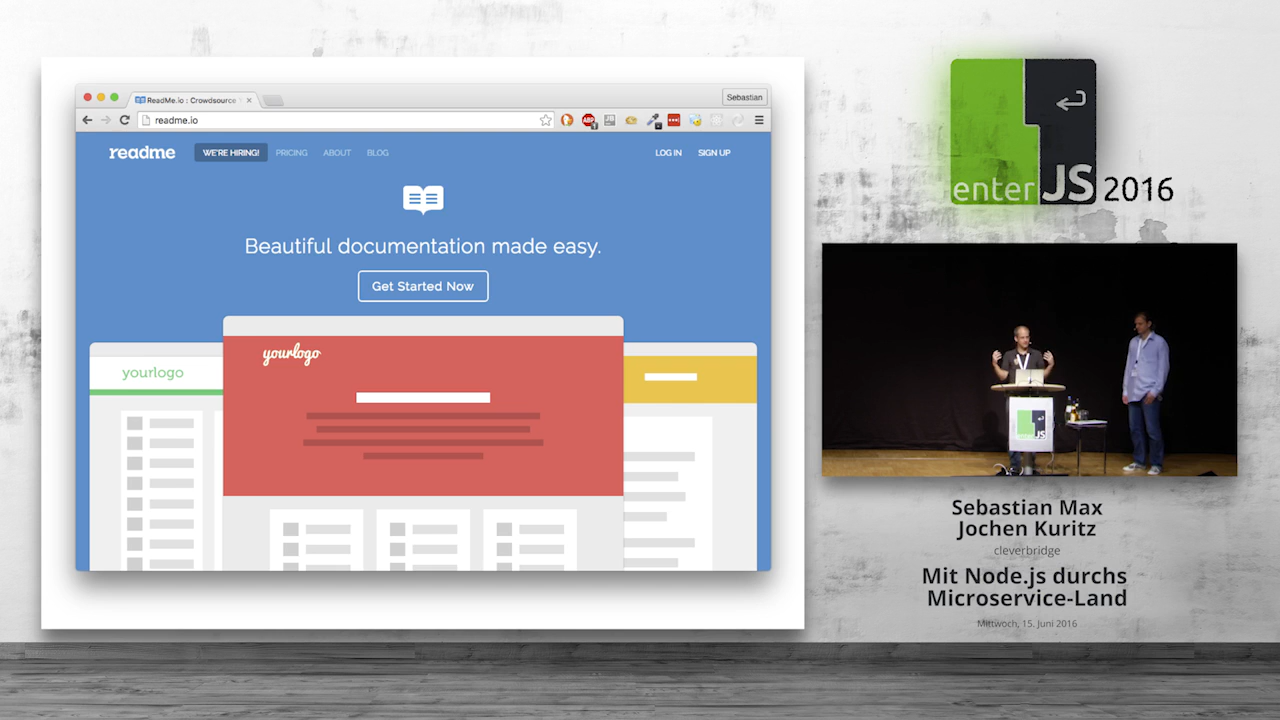 ReadMe.io : Crowdsource
Sebastian
readme.io
readme
WE'RE HIRING!
PRICING
ABOUT
BLOG
LOG IN
SIGN UP
Beautiful documentation made easy.
Get Started Now
yourlogo
yourlogo
enterJS 2016
ABP
JS
Sebastian Max
Jochen Kuritz
cleverbridge
Mit Node.js durchs
Microservice-Land
Mittwoch, 15. Juni 2016